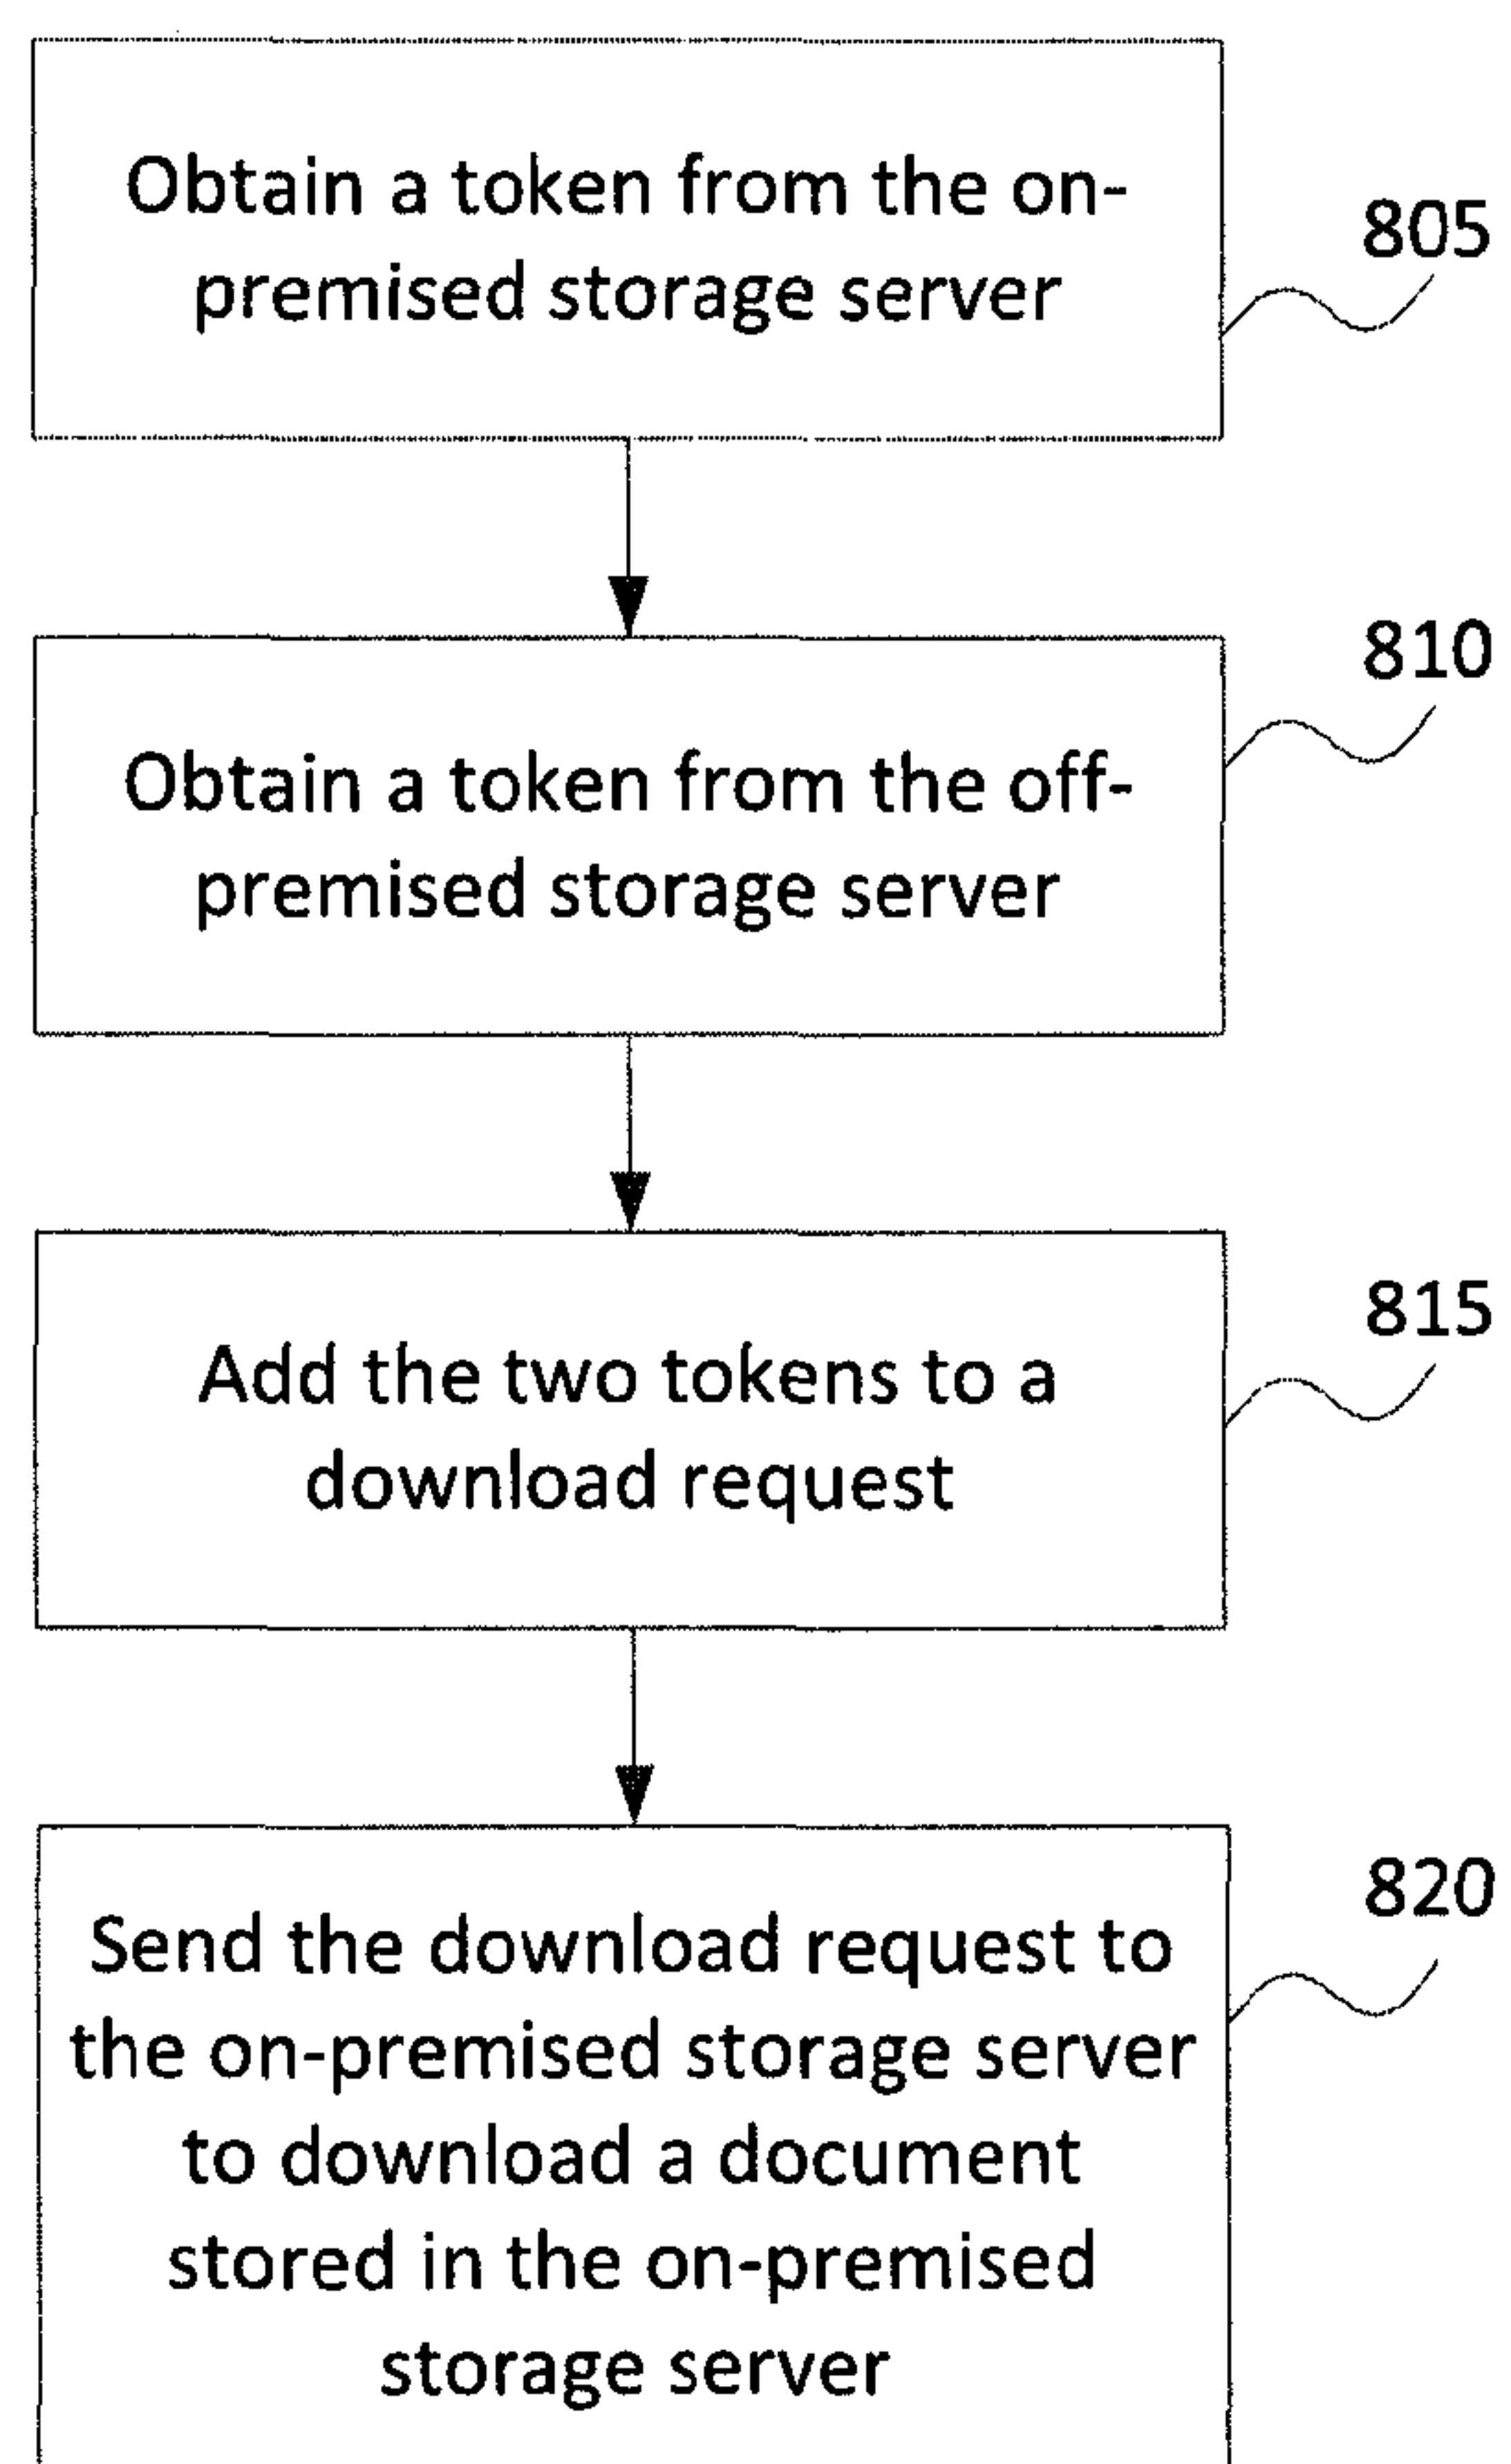 Obtain a token from the on-
premised storage server
805
Obtain a token from the off-
premised storage server
810
Add the two tokens to a
download request
815
Send the download request to
the on-premised storage server
to download a document
stored in the on-premised
storage server
820